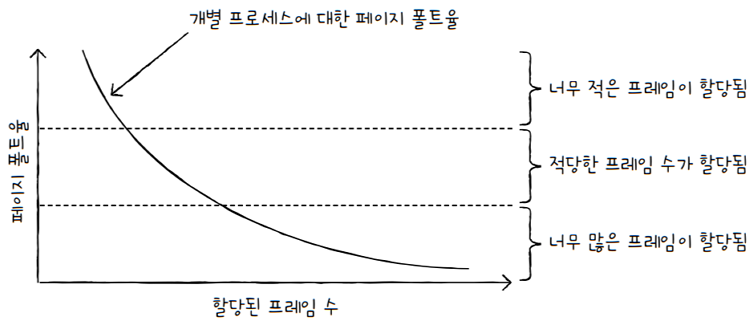 개별 프로세스에 대한 페이지 폴트율
너무 적은 프레임이 할당됨
적당한 프레임 수가 할당됨
너무 많은 프레임이 할당됨
페이지 폴트율
할당된 프레임 수